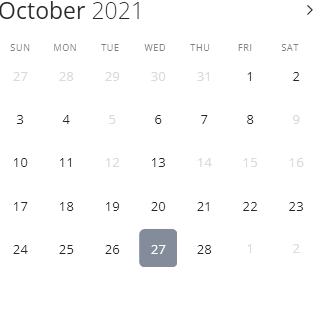 October 2021
SUN MON TUE WED THU FRI SAT
27 28 29 30 31 1 2
3 4 5 6 7 8 9
10 11 12 13 14 15 16
17 18 19 20 21 22 23
24 25 26 27 28 1 2